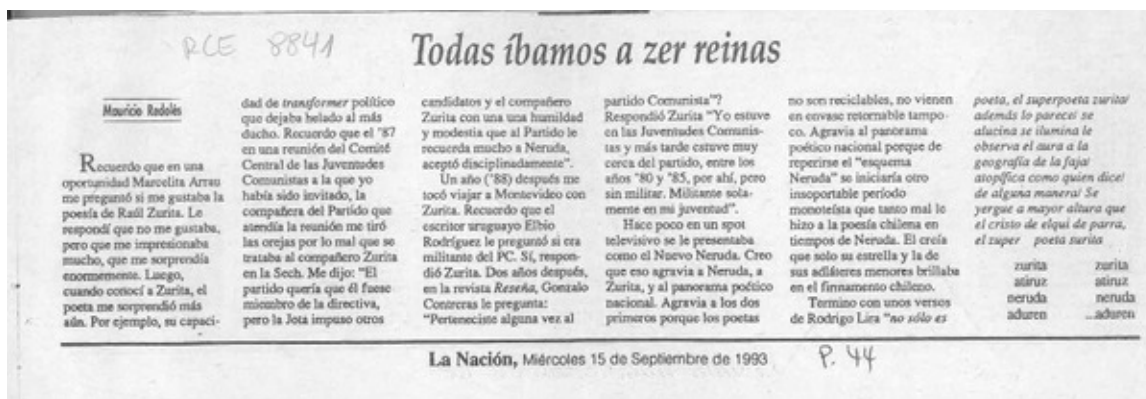 RCE 8841
Todas íbamos a zer reinas
Mauricio Redolés
Recuerdo que en una
oportunidad Marcelita Arrau
me preguntó si me gustaba la
poesía de Raúl Zurita. Le
respondí que no me gustaba,
pero que me impresionaba
mucho, que me sorprendía
enormemente. Luego,
cuando conocí a Zurita, el
poeta me sorprendió más
aún. Por ejemplo, su capaci-
dad de transformer político
que dejaba helado al más
ducho. Recuerdo que el '87
en una reunión del Comité
Central de las Juventudes
Comunistas a la que yo
había sido invitado, la
compañera del Partido que
atendía la reunión me tiró
las orejas por lo mal que se
trataba al compañero Zurita
en la Sech. Me dijo: "El
partido quería que él fuese
miembro de la directiva,
pero la Jota impuso otros
candidatos y el compañero
Zurita con una una humildad
y modestia que al Partido le
recuerda mucho a Neruda,
aceptó disciplinadamente".
Un año ('88) después me
tocó viajar a Montevideo con
Zurita. Recuerdo que el
escritor uruguayo Elbio
Rodríguez le preguntó si era
militante del PC. Sí, respon-
dió Zurita. Dos años después,
en la revista Reseña, Gonzalo
Contreras le pregunta:
"Perteneciste alguna vez al
partido Comunista"?
Respondió Zurita "Yo estuve
en las Juventudes Comunis-
tas y más tarde estuve muy
cerca del partido, entre los
años '80 y '85, por ahí, pero
sin militar. Militante sola-
mente en mi juventud".
Hace poco en un spot
televisivo se le presentaba
como el Nuevo Neruda. Creo
que eso agravia a Neruda, a
Zurita, y al panorama poético
nacional. Agravia a los dos
primeros porque los poetas
no son reciclables, no vienen
en envase retornable tampo-
co. Agravia al panorama
poético nacional porque de
reperirse el "esquema
Neruda" se iniciaría otro
insoportable período
monoteísta que tanto mal le
hizo a la poesía chilena en
tiempos de Neruda. El creía
que solo su estrella y la de
sus adláteres menores brillaba
en el firmamento chileno.
Termino con unos versos
de Rodrigo Lira "no sólo es
poeta, el superpoeta zurita/
además lo parece/ se
alucina se ilumina le
observa el aura a la
geografía de la faja/
atopífica como quien dice/
de alguna manera/ Se
yergue a mayor altura que
el cristo de elqui de parra,
el zuper poeta surita
zurita zurita
atiruz atiruz
neruda neruda
aduren ...aduren
La Nación, Miércoles 15 de Septiembre de 1993 P. 44